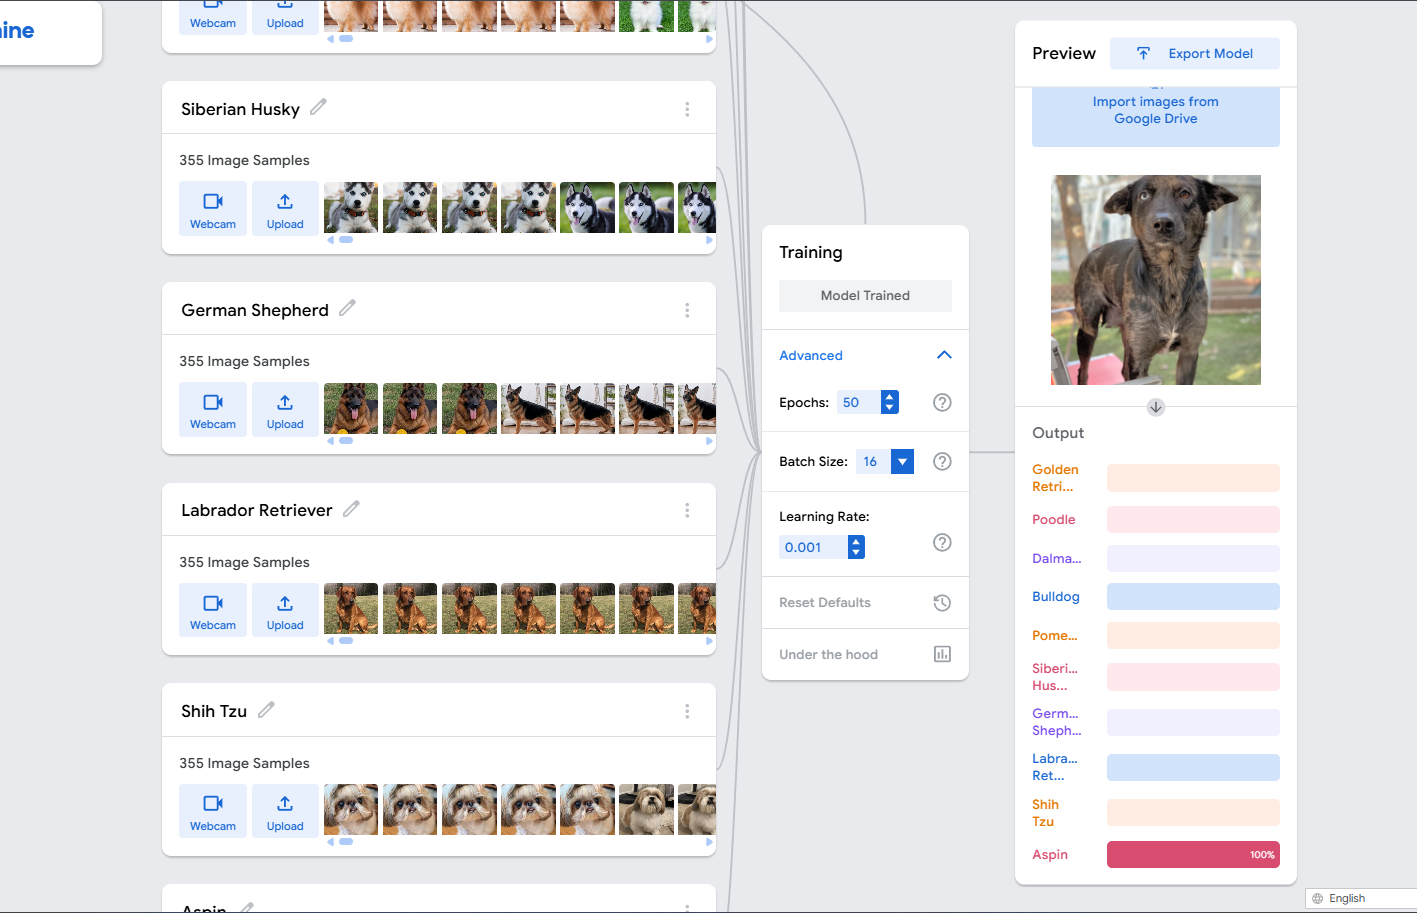 Webcam
Upload
Siberian Husky
355 Image Samples
Webcam
Upload
German Shepherd
355 Image Samples
Webcam
Upload
Labrador Retriever
355 Image Samples
Webcam
Upload
Shih Tzu
355 Image Samples
Webcam
Upload
Aspin
Training
Model Trained
Advanced
Epochs: 50
Batch Size: 16
Learning Rate:
0.001
Reset Defaults
Under the hood
Preview
Export Model
Import images from
Google Drive
Output
Golden
Retri...
Poodle
Dalma...
Bulldog
Pome...
Siberi...
Hus...
Germ...
Sheph...
Labra...
Ret...
Shih
Tzu
Aspin
100%
English